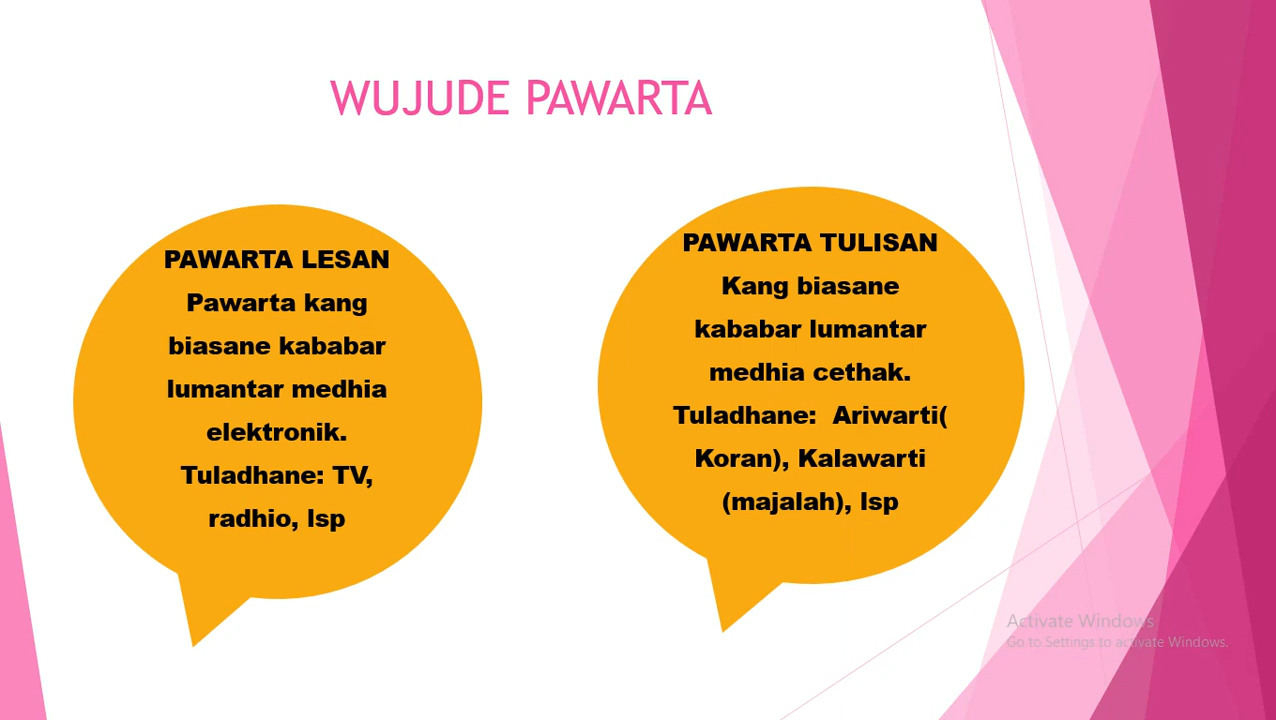 WUJUDE PAWARTA
PAWARTA LESAN
Pawarta kang
biasane kababar
lumantar medhia
elektronik.
Tuladhane: TV,
radhio, lsp
PAWARTA TULISAN
Kang biasane
kababar lumantar
medhia cethak.
Tuladhane:  Ariwarti(
Koran), Kalawarti
(majalah), lsp
Activate Windows
Go to Settings to activate Windows.